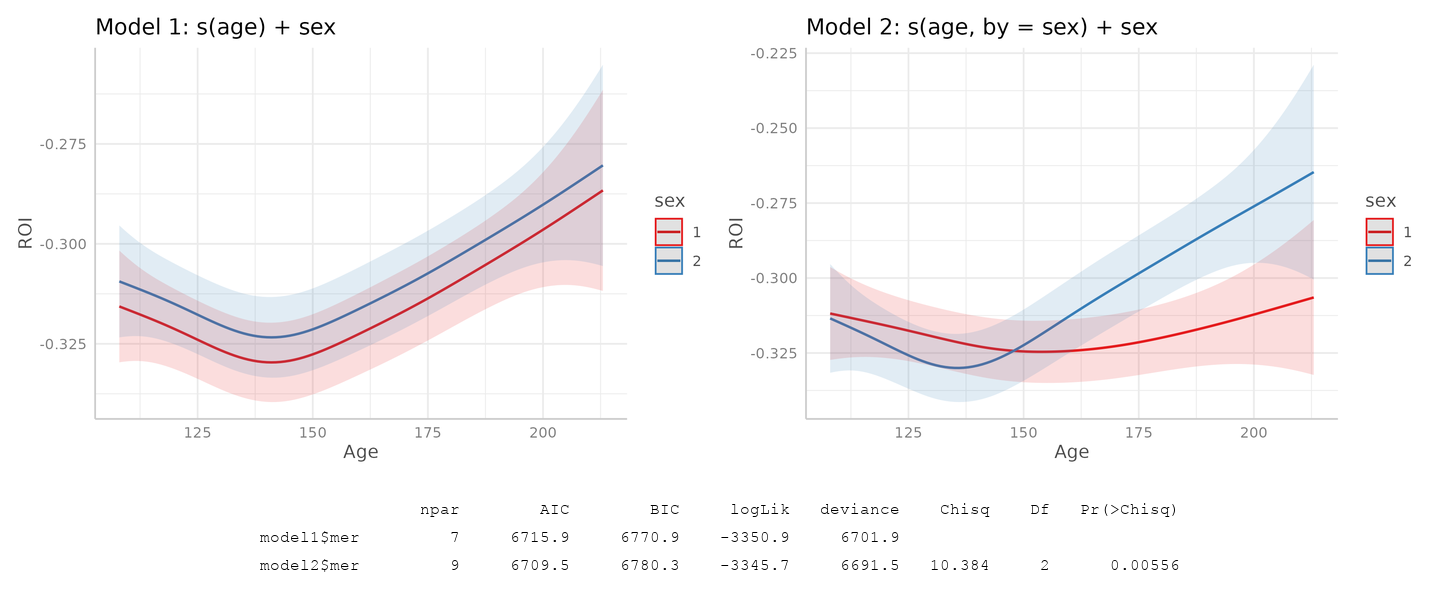 Model 1: s(age) + sex
-0.275
-0.300
-0.325
ROI
125 150 175 200
Age
sex
1
2
Model 2: s(age, by = sex) + sex
-0.225
-0.250
-0.275
-0.300
-0.325
ROI
125 150 175 200
Age
sex
1
2
npar AIC BIC logLik deviance Chisq Df Pr(>Chisq)
model1$mer 7 6715.9 6770.9 -3350.9 6701.9
model2$mer 9 6709.5 6780.3 -3345.7 6691.5 10.384 2 0.00556